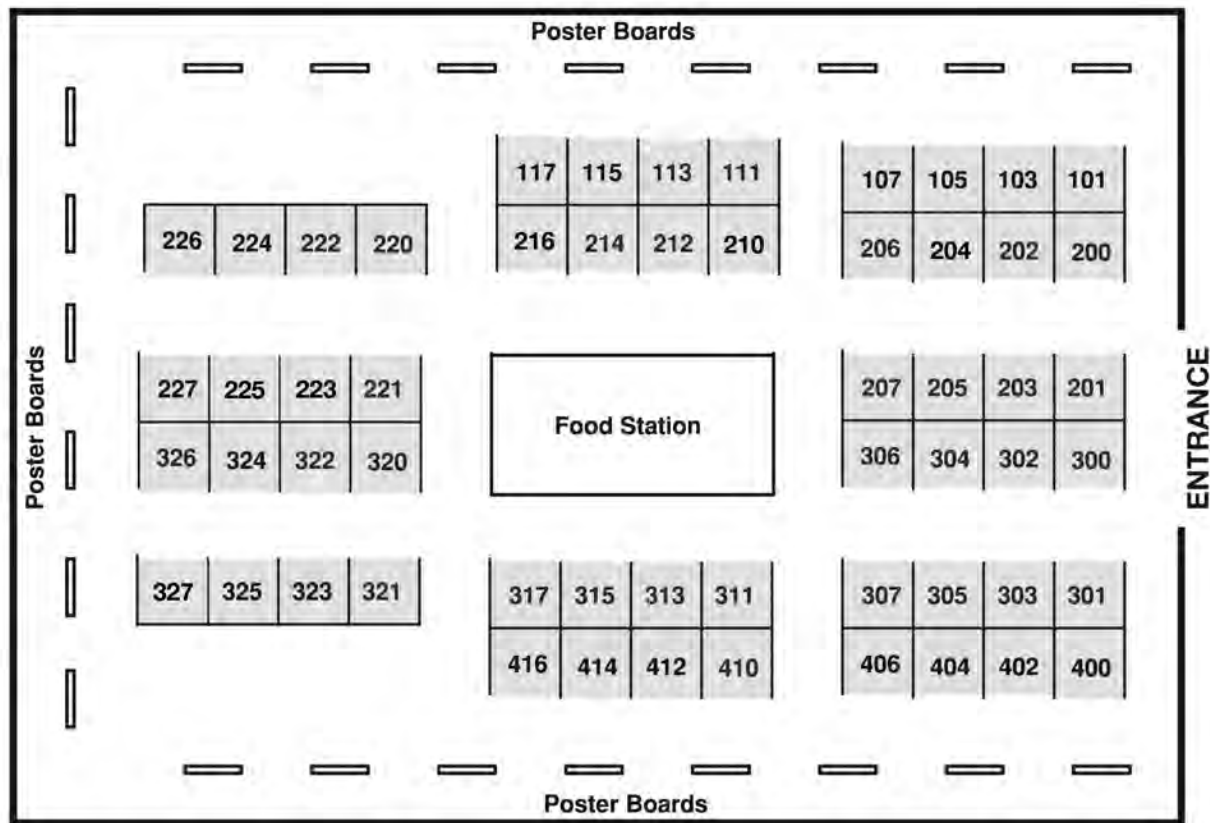 Poster Boards
117 115 113 111
107 105 103 101
226 224 222 220
216 214 212 210
206 204 202 200
Poster Boards
227 225 223 221
207 205 203 201
Food Station
ENTRANCE
326 324 322 320
306 304 302 300
327 325 323 321
317 315 313 311
307 305 303 301
416 414 412 410
406 404 402 400
Poster Boards